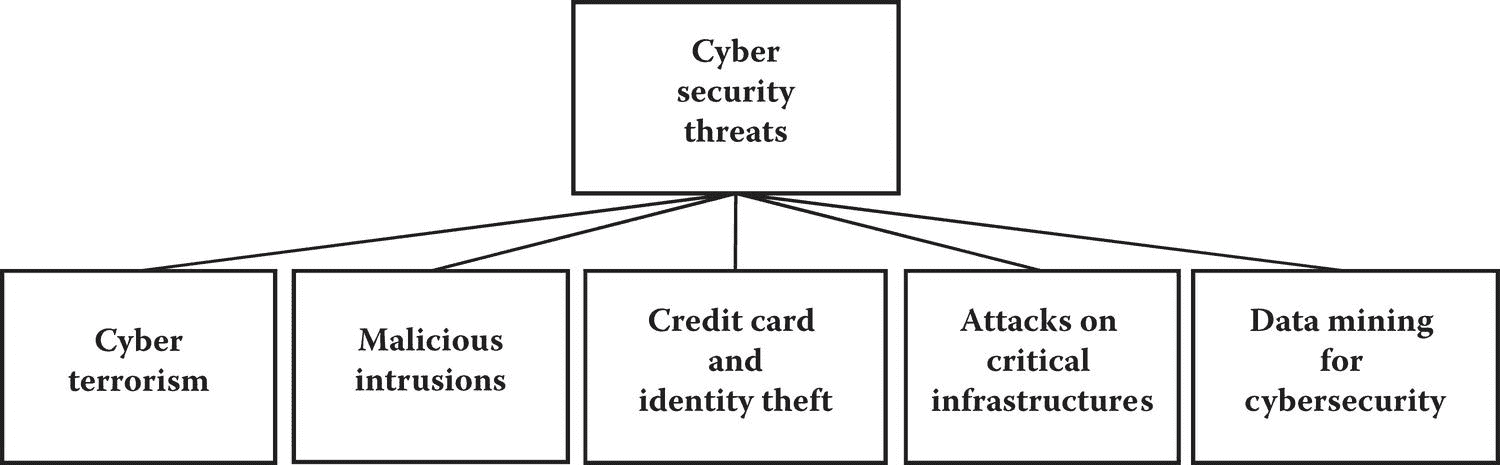 Cyber
security
threats
Cyber
terrorism
Malicious
intrusions
Credit card
and
identity theft
Attacks on
critical
infrastructures
Data mining
for
cybersecurity